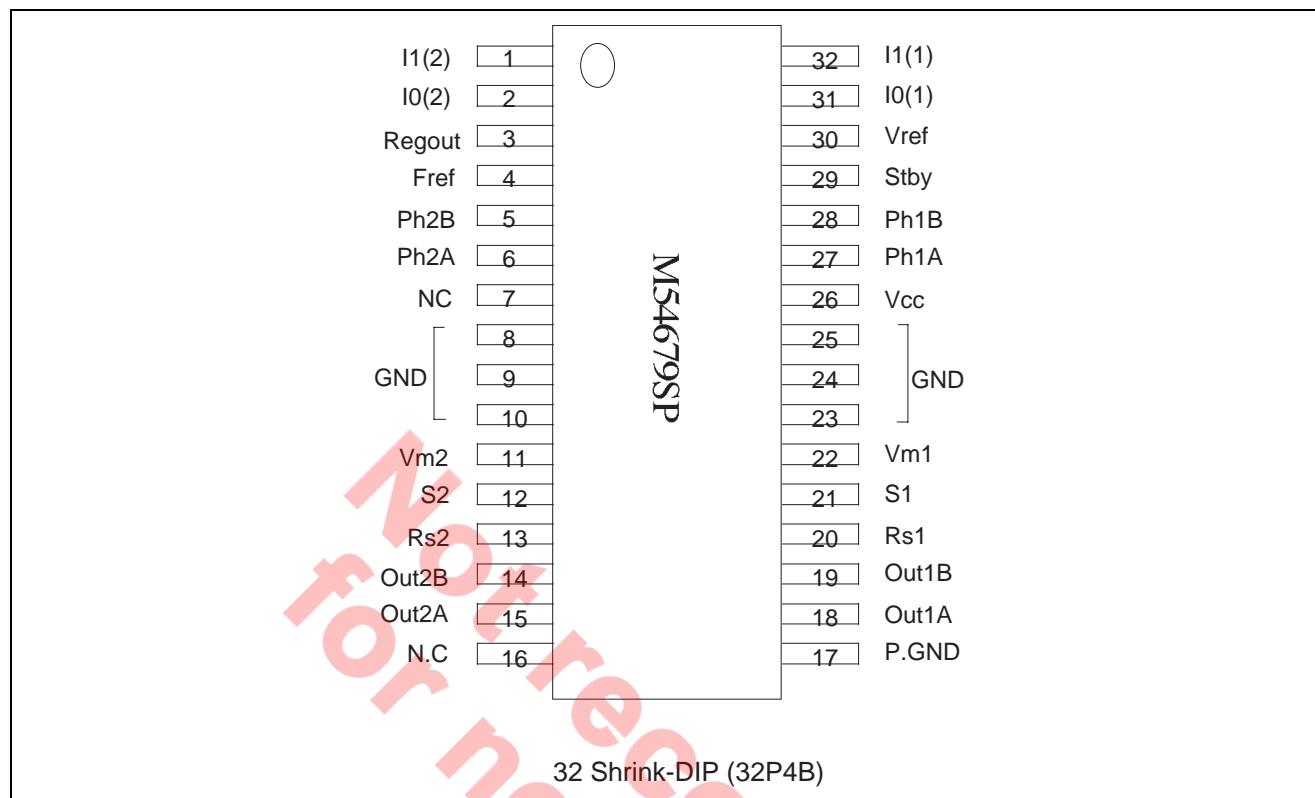 I1(2) 1 32 I1(1)
I0(2) 2 31 I0(1)
Regout 3 30 Vref
Fref 4 29 Stby
Ph2B 5 28 Ph1B
Ph2A 6 27 Ph1A
NC 7 26 Vcc
8 25
GND 9 24 GND
10 23
Vm2 11 22 Vm1
S2 12 21 S1
Rs2 13 20 Rs1
Out2B 14 19 Out1B
Out2A 15 18 Out1A
N.C 16 17 P.GND
M54679SP
32 Shrink-DIP (32P4B)
Not reco
for ne